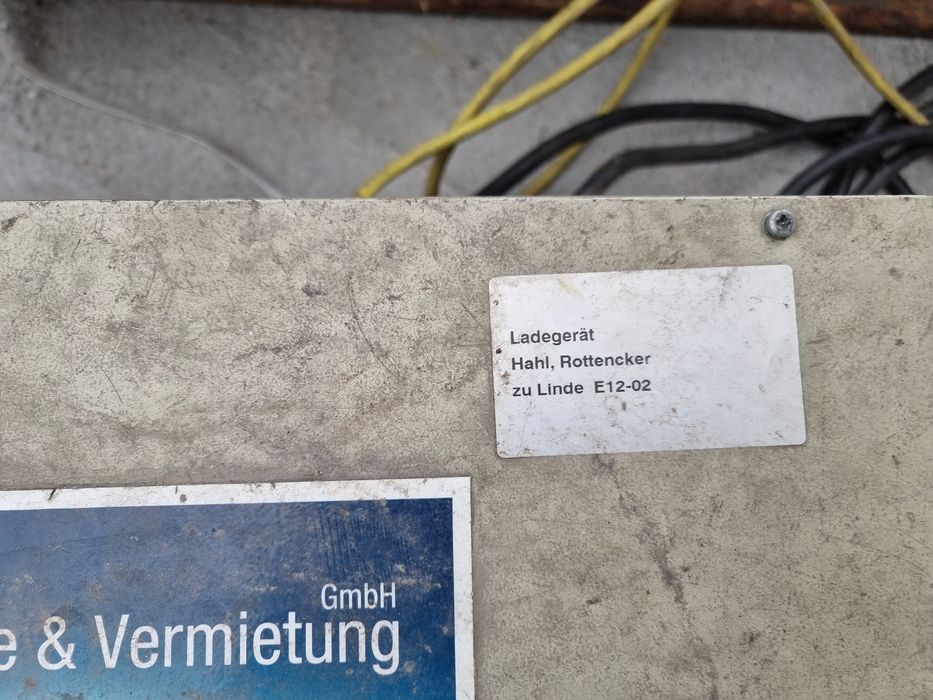 Ladegerät
Hahl, Rottencker
zu Linde E12-02
GmbH
e & Vermietung